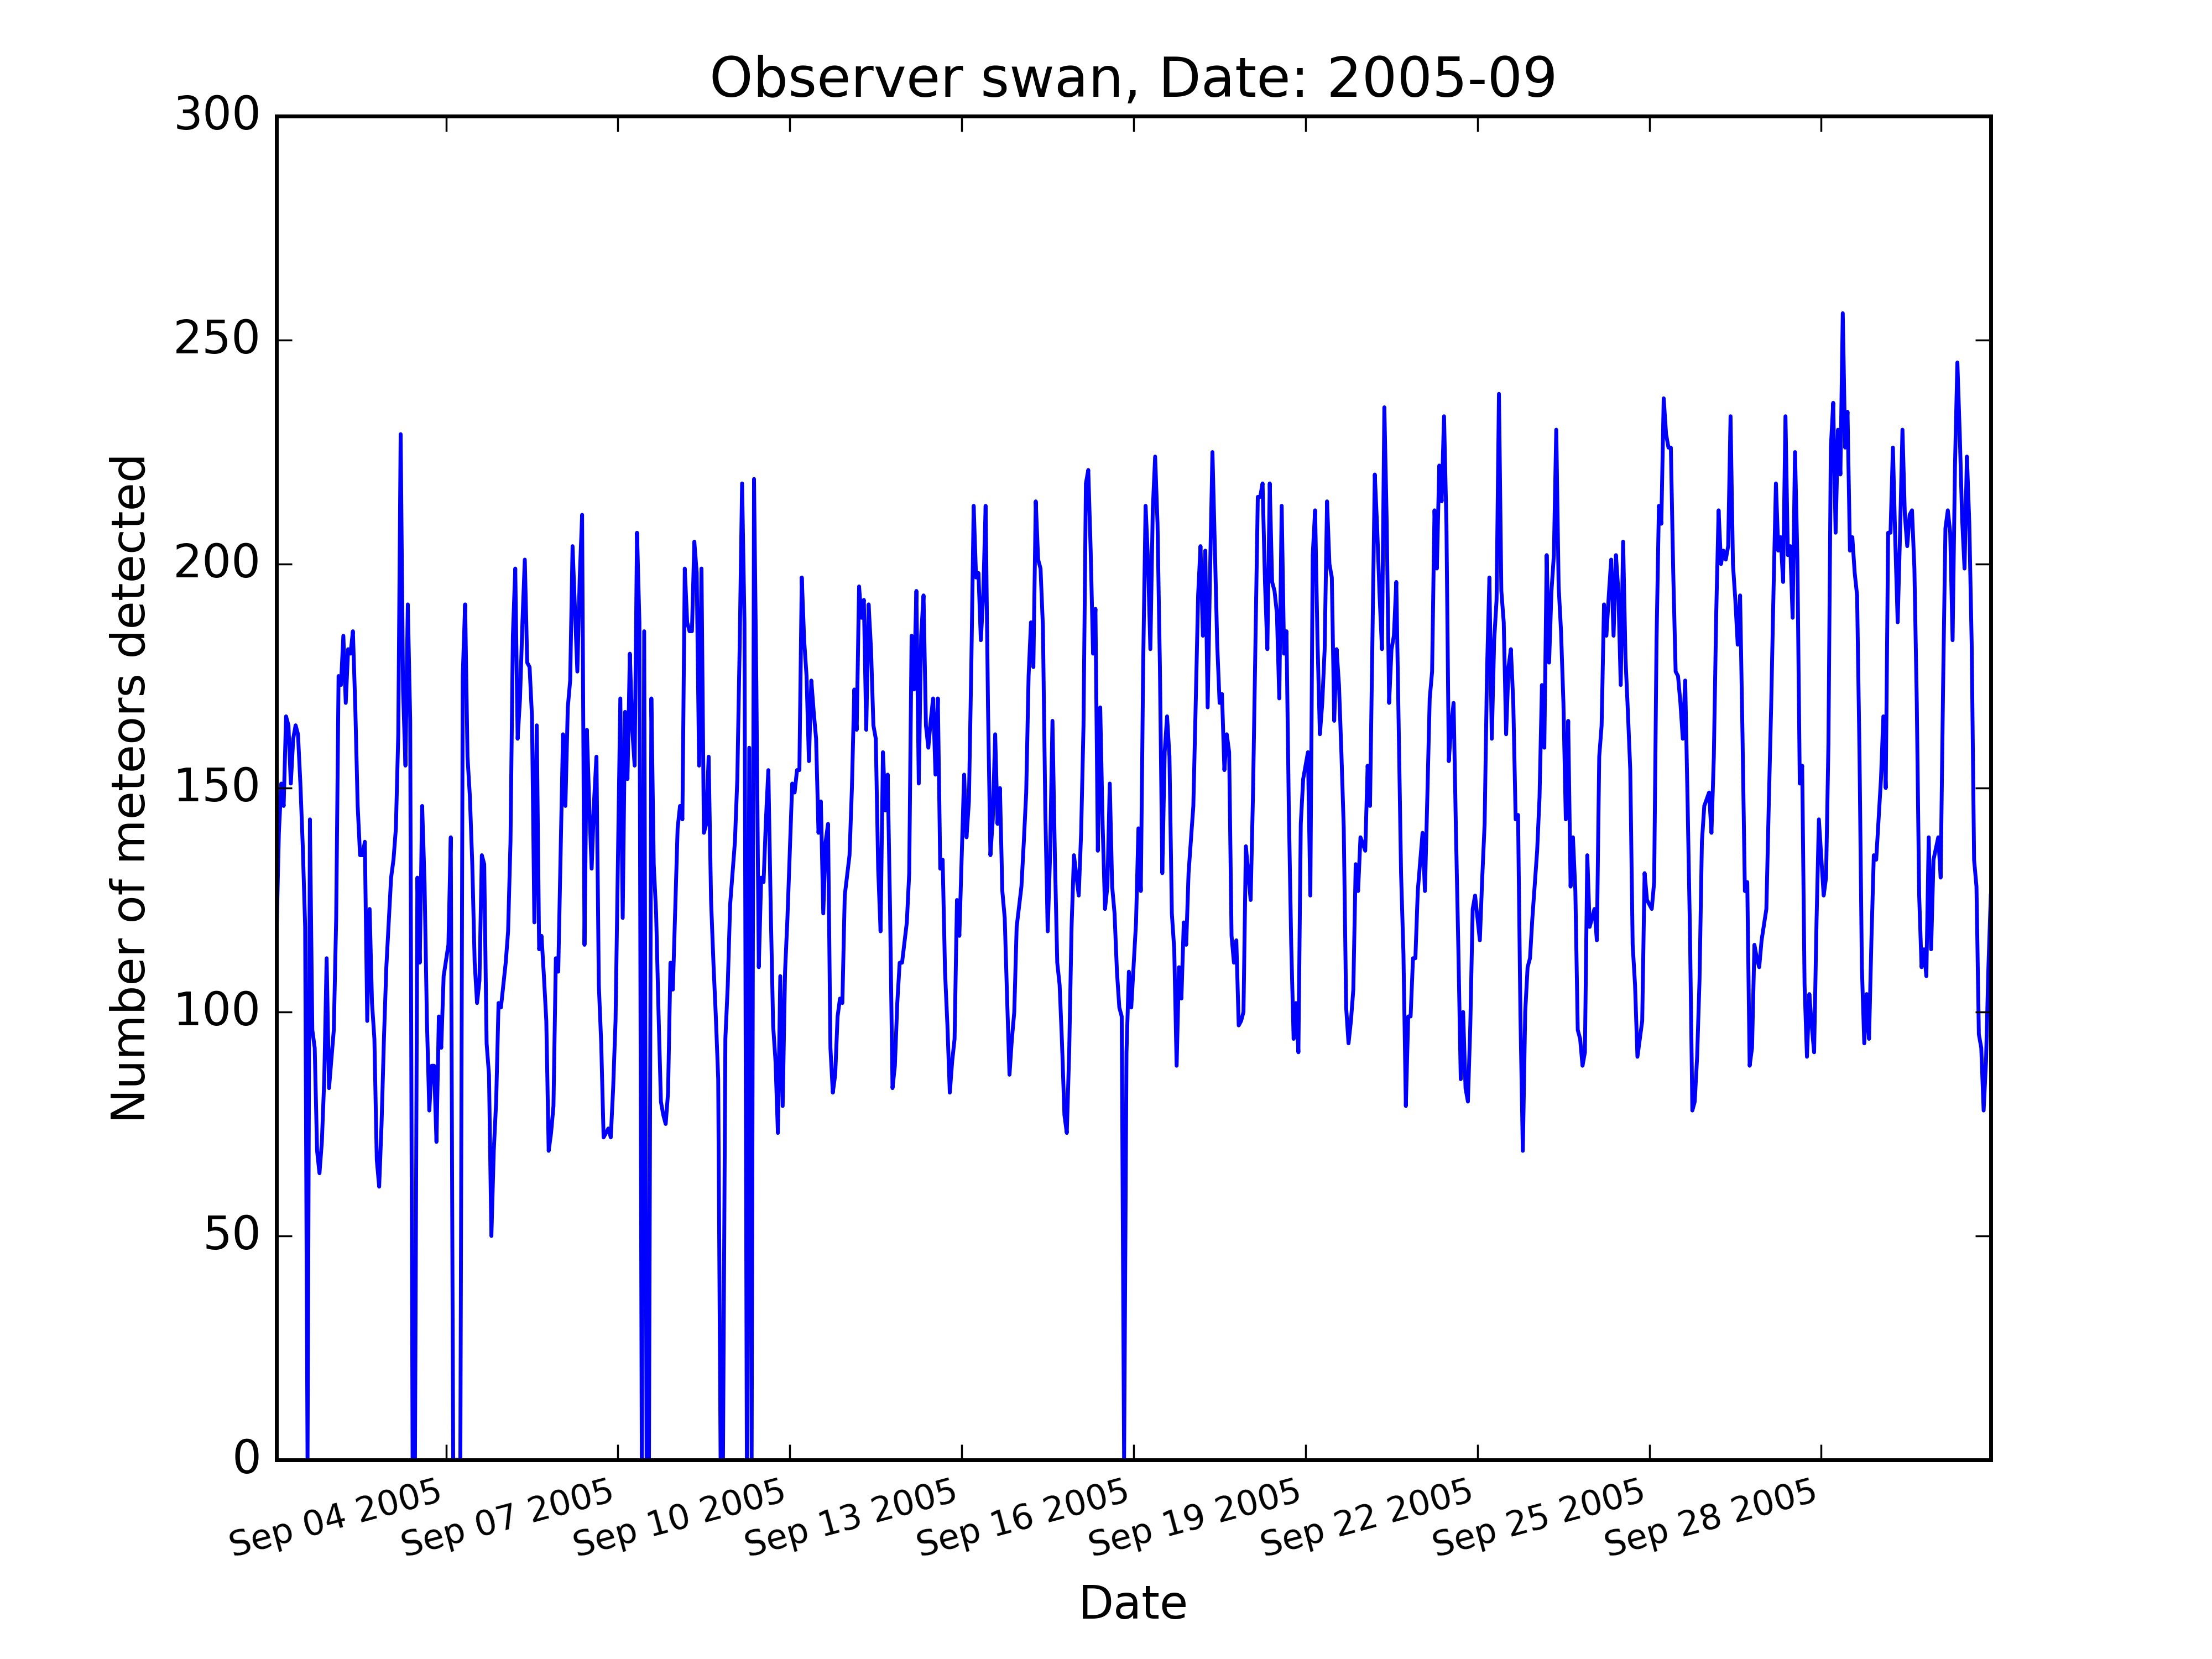 Observer swan, Date: 2005-09
300
250
200
150
100
50
0
Number of meteors detected
Sep 04 2005
Sep 07 2005
Sep 10 2005
Sep 13 2005
Sep 16 2005
Sep 19 2005
Sep 22 2005
Sep 25 2005
Sep 28 2005
Date